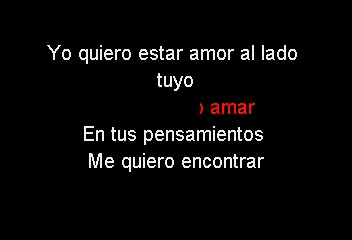 Yo quiero estar amor al lado
tuyo
amar
En tus pensamientos
Me quiero encontrar